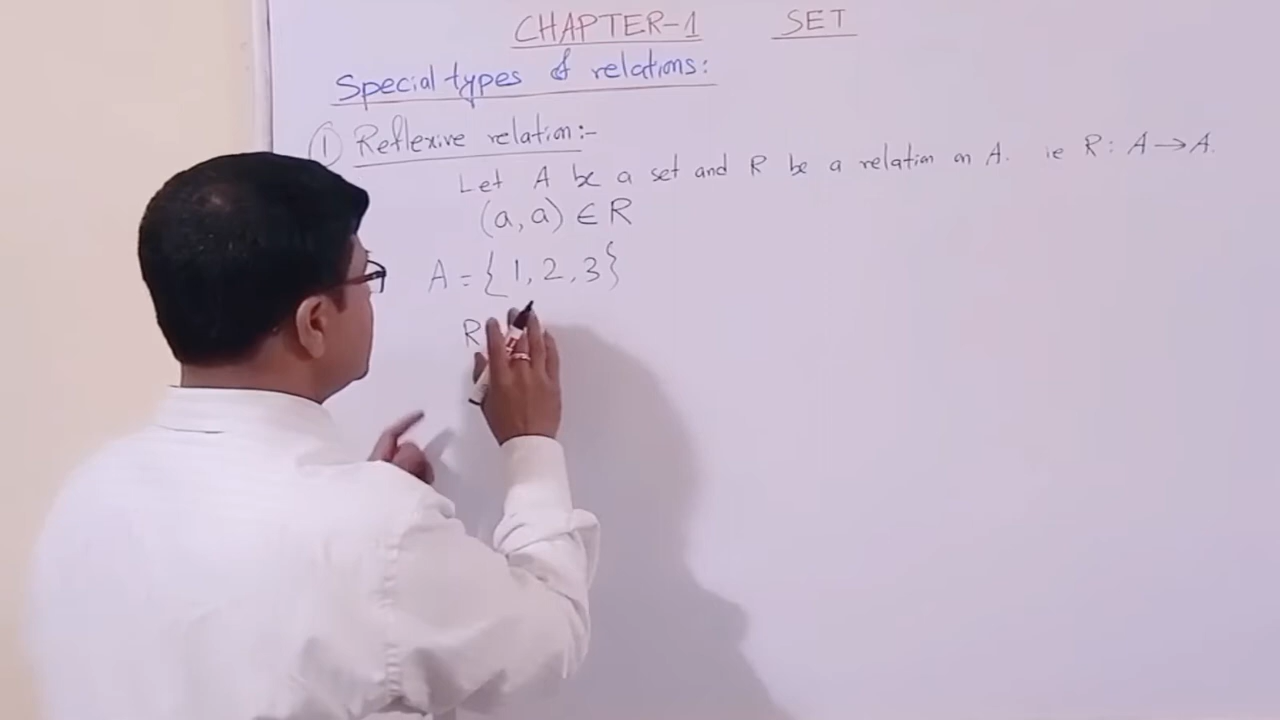 CHAPTER-1 SET
Special types of relations:
① Reflexive relation:-
Let A be a set and R be a relation on A. ie R: A→A.
(a, a) ∈ R
A = {1, 2, 3}
R